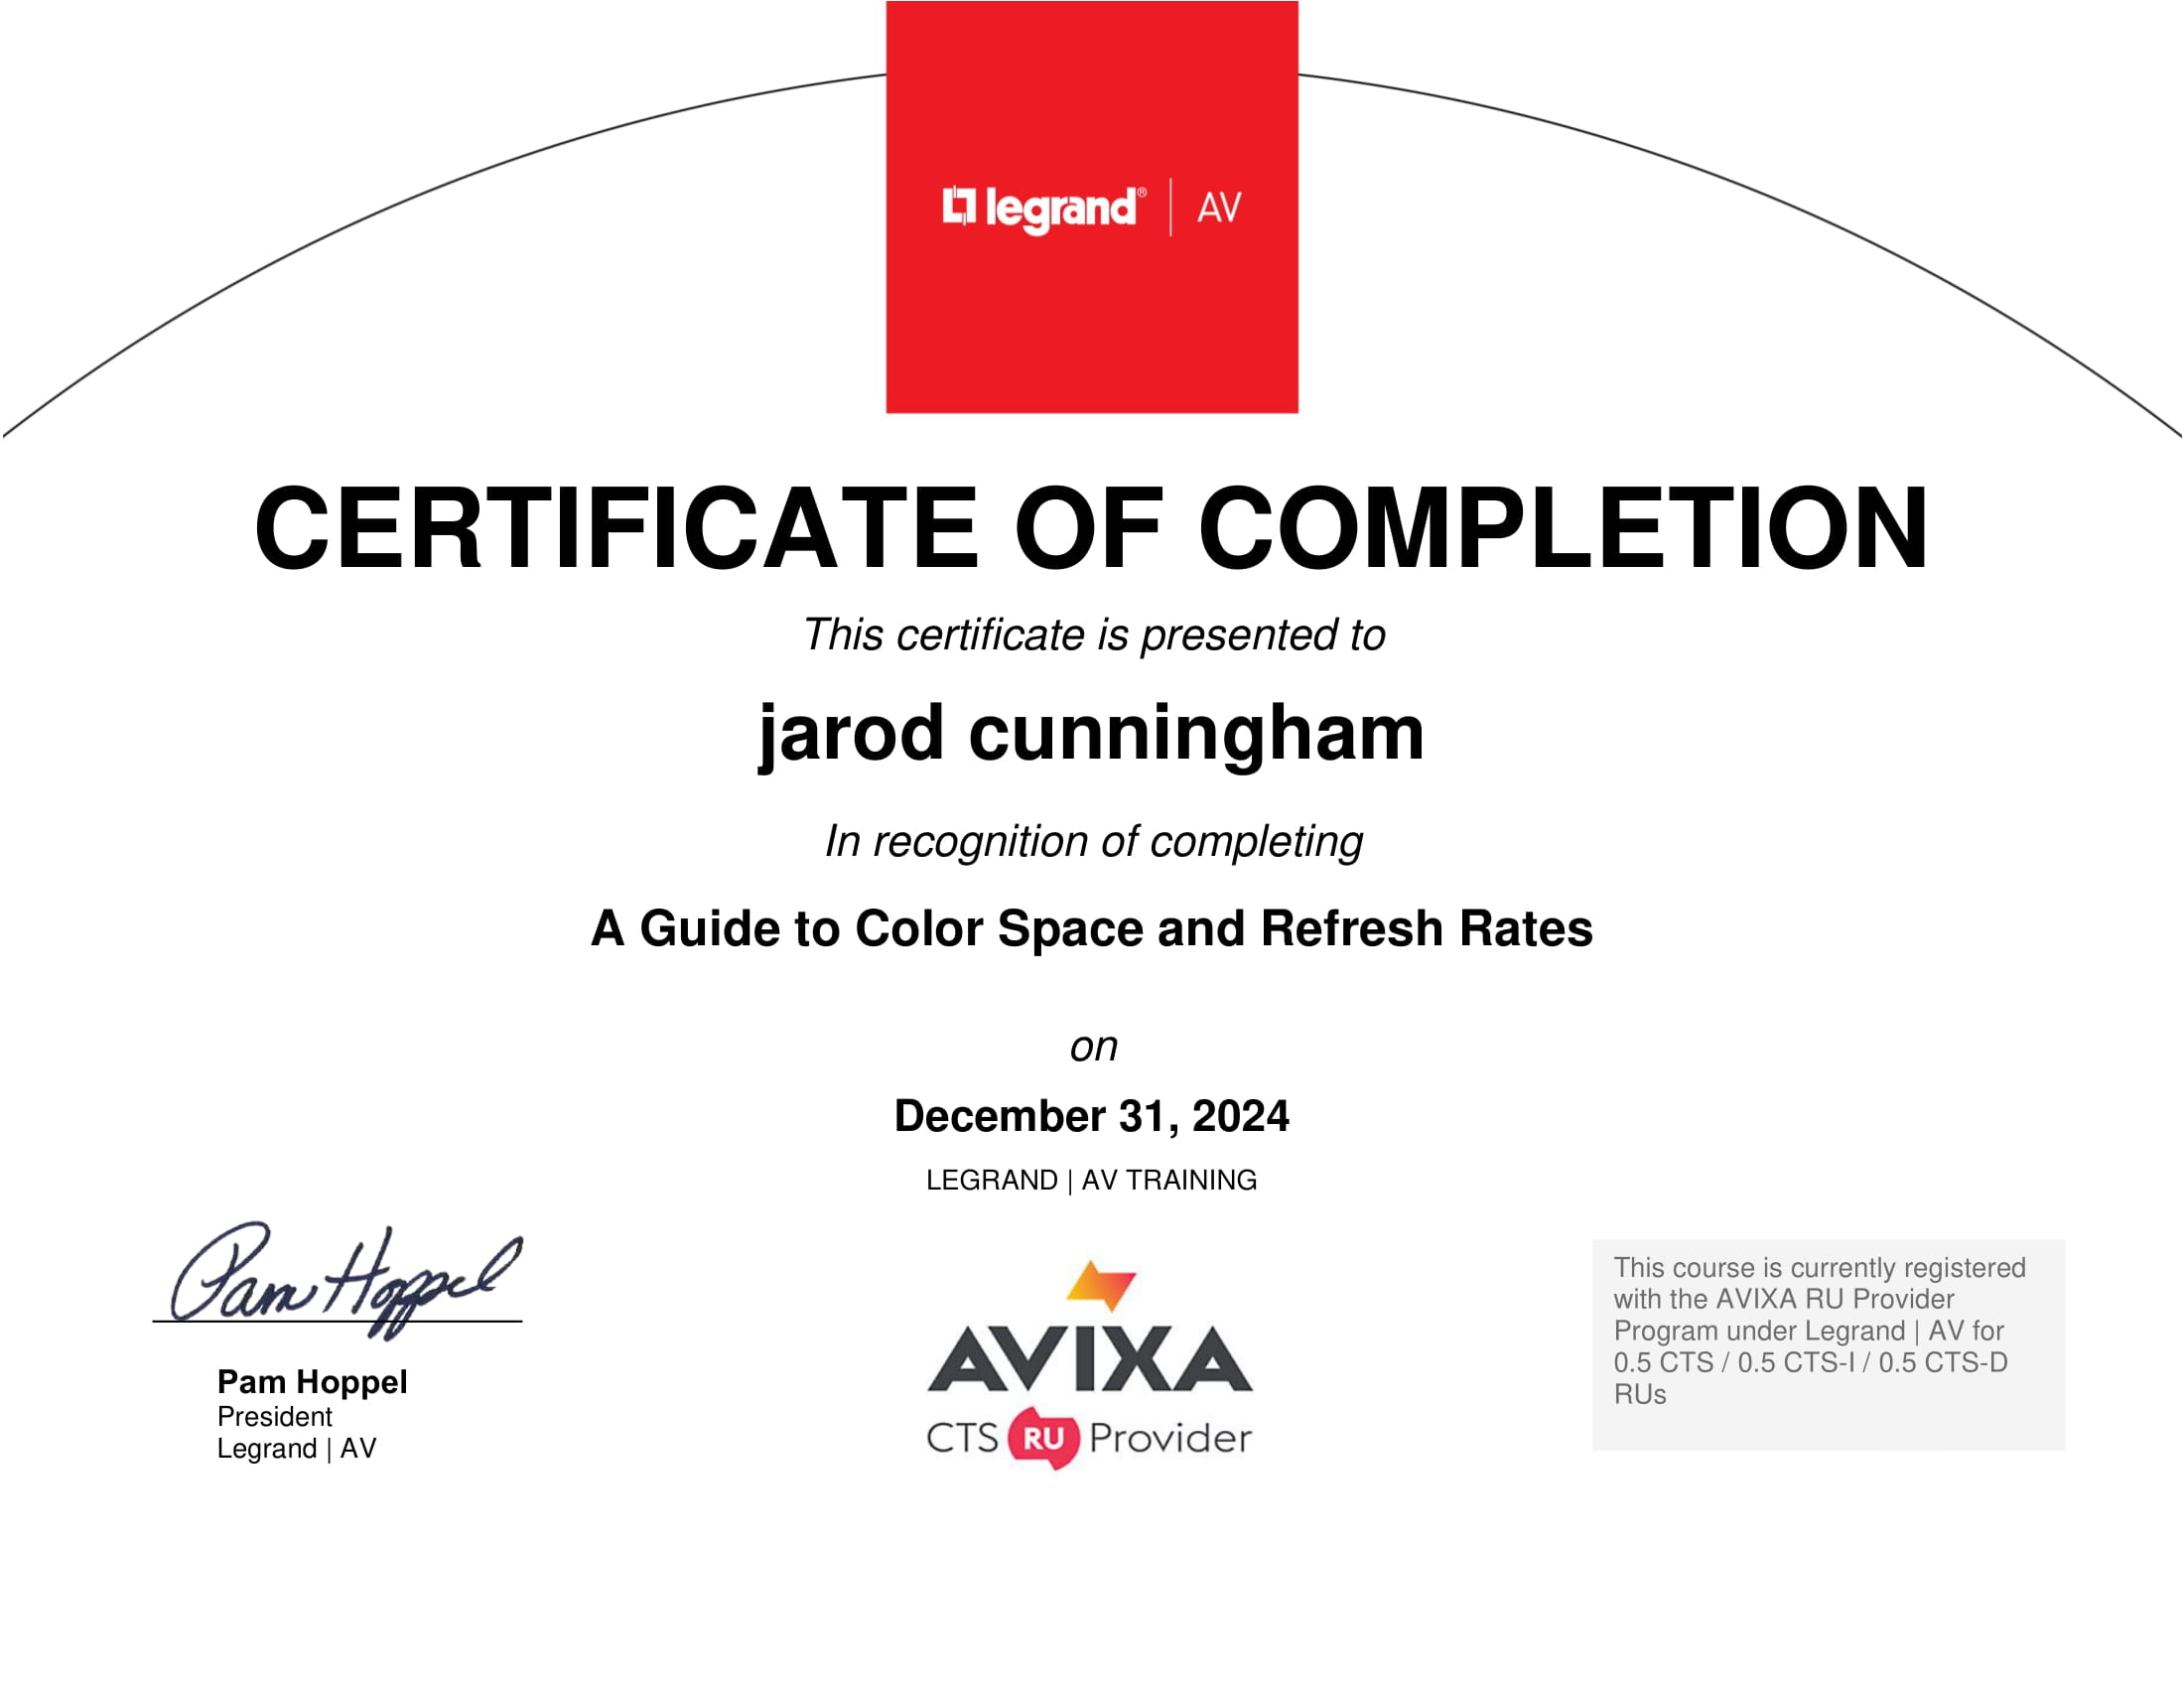 legrand® | AV
CERTIFICATE OF COMPLETION
This certificate is presented to
jarod cunningham
In recognition of completing
A Guide to Color Space and Refresh Rates
on
December 31, 2024
LEGRAND | AV TRAINING
Pam Hoppel
Pam Hoppel
President
Legrand | AV
AVIXA
CTS RU Provider
This course is currently registered
with the AVIXA RU Provider
Program under Legrand | AV for
0.5 CTS / 0.5 CTS-I / 0.5 CTS-D
RUs